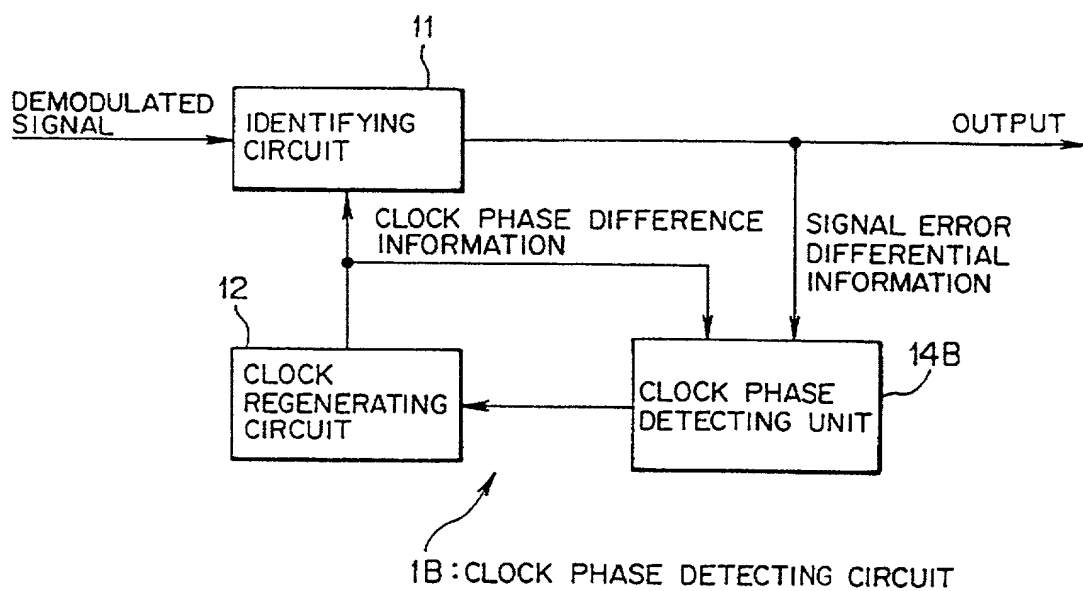 11
DEMODULATED
SIGNAL
IDENTIFYING
CIRCUIT
OUTPUT
CLOCK PHASE DIFFERENCE
INFORMATION
SIGNAL ERROR
DIFFERENTIAL
INFORMATION
12
14B
CLOCK
REGENERATING
CIRCUIT
CLOCK PHASE
DETECTING UNIT
1B:CLOCK PHASE DETECTING CIRCUIT